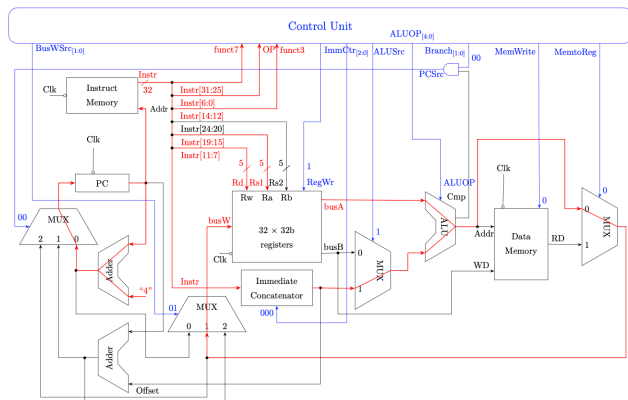 Control Unit
ALUOP[4:0]
BusWSrc[1:0]
funct7
OP
funct3
ImmCtr[2:0]
ALUSrc
Branch[1:0]
MemWrite
MemtoReg
00
PCSrc
Instr
32
Instruct
Memory
Clk
Addr
Instr[31:25]
Instr[6:0]
Instr[14:12]
Instr[24:20]
Instr[19:15]
Instr[11:7]
Clk
PC
5
5
5
1
Rd
Rs1
Rs2
RegWr
Rw
Ra
Rb
busA
ALUOP
Cmp
Clk
0
0
00
MUX
2
1
0
busW
32 × 32b
registers
busB
Clk
1
0
MUX
1
ALU
Addr
Data
Memory
RD
WD
0
MUX
1
Adder
"4"
Instr
Immediate
Concatenator
01
MUX
0
1
2
000
Adder
Offset